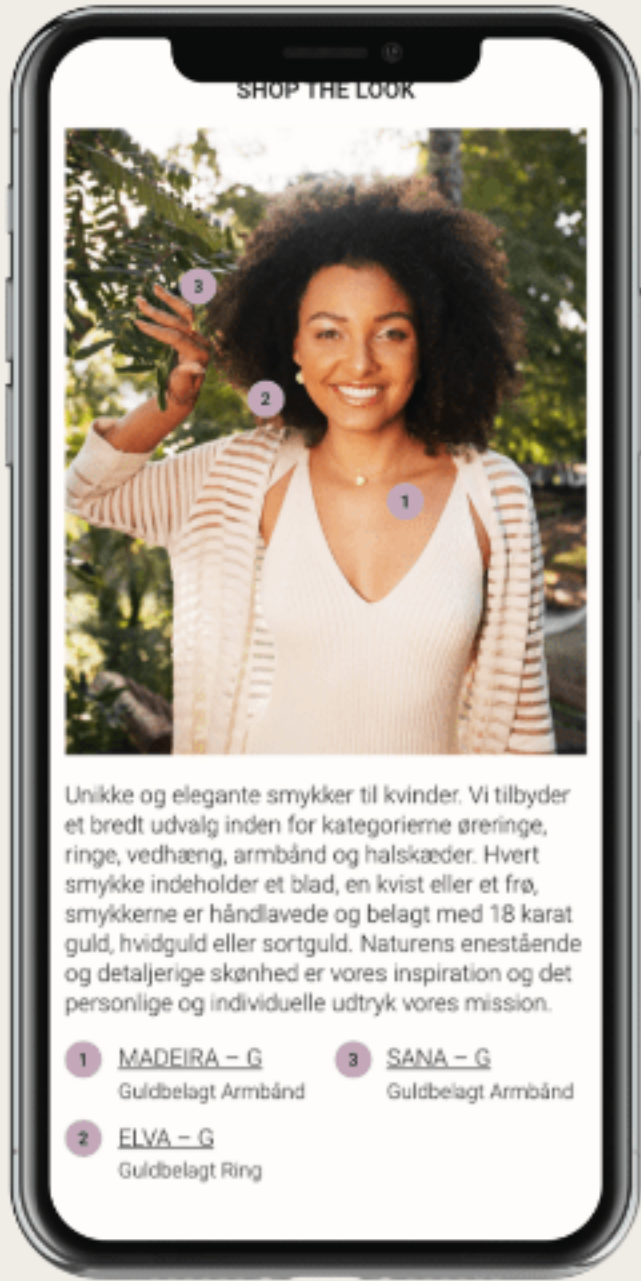 SHOP THE LOOK
3
2
1
Unikke og elegante smykker til kvinder. Vi tilbyder
et bredt udvalg inden for kategorierne øreringe,
ringe, vedhæng, armbånd og halskæder. Hvert
smykke indeholder et blad, en kvist eller et frø,
smykkerne er håndlavede og belagt med 18 karat
guld, hvidguld eller sortguld. Naturens enestående
og detaljerige skønhed er vores inspiration og det
personlige og individuelle udtryk vores mission.
1 MADEIRA – G
Guldbelagt Armbånd
3 SANA – G
Guldbelagt Armbånd
2 ELVA – G
Guldbelagt Ring